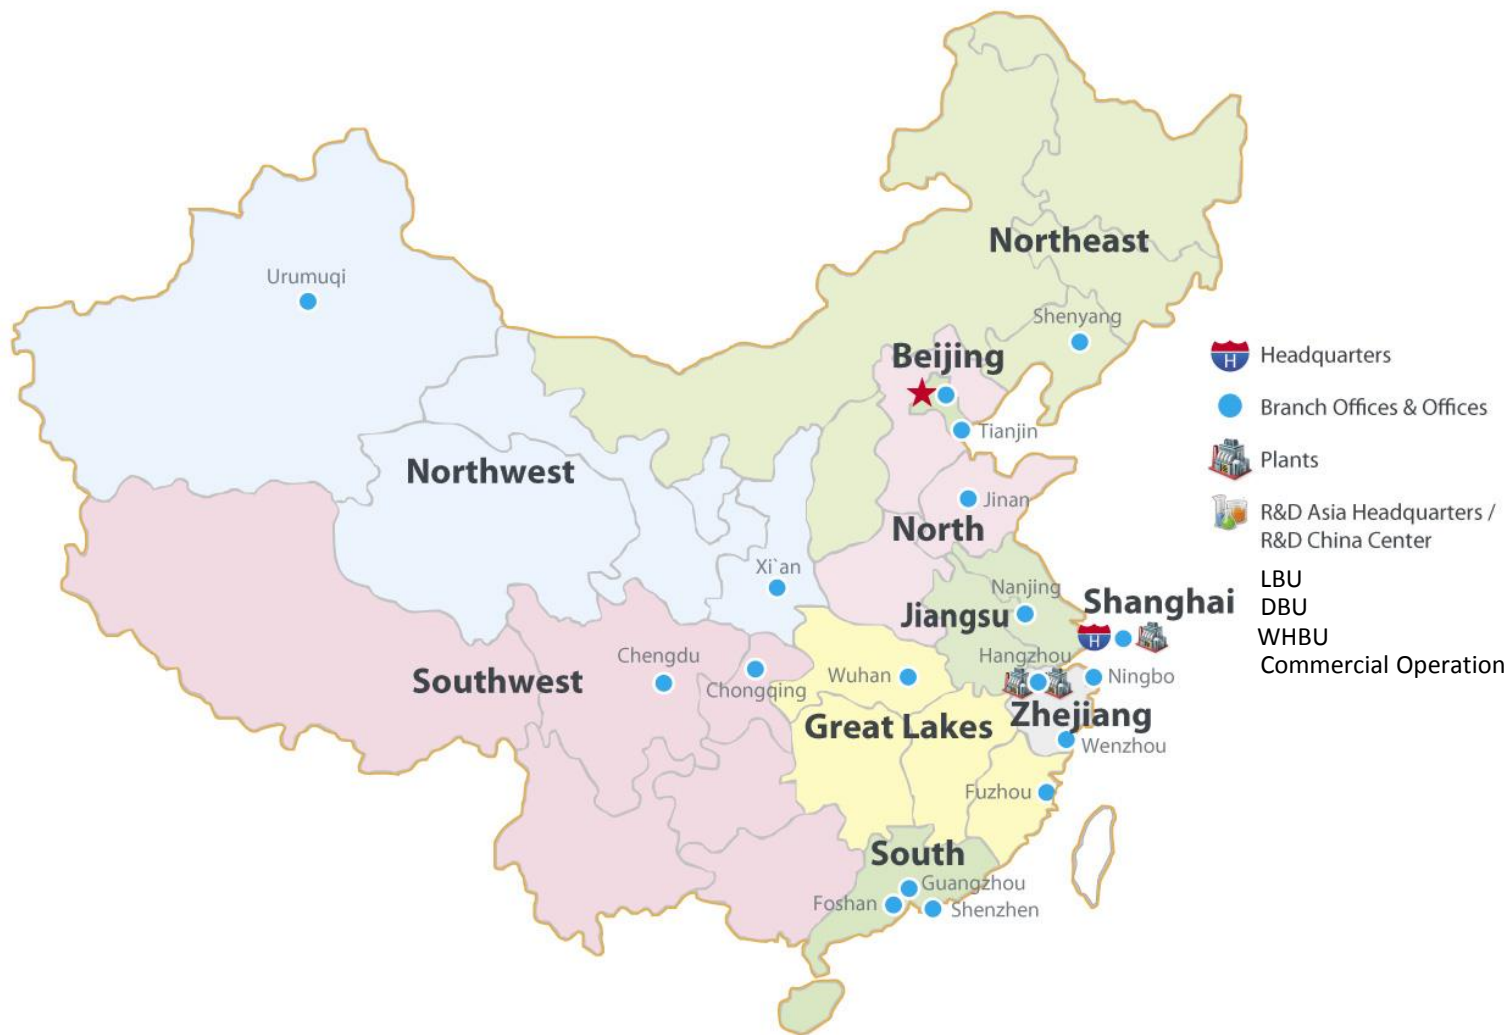 Northeast
Urumuqi
Shenyang
Beijing
H Headquarters
Branch Offices & Offices
Tianjin
Northwest
Plants
Jinan
R&D Asia Headquarters /
R&D China Center
North
Xi`an
LBU
Nanjing
Shanghai
DBU
Jiangsu
H
WHBU
Hangzhou
Chengdu
Commercial Operation
Southwest
Chongqing
Wuhan
Ningbo
Great Lakes
Zhejiang
Wenzhou
Fuzhou
South
Guangzhou
Foshan
Shenzhen